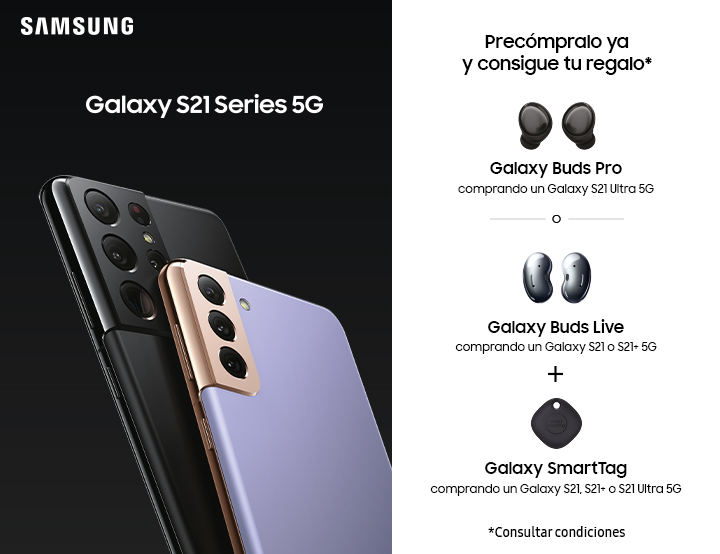 SAMSUNG
Galaxy S21 Series 5G
Precómpralo ya
y consigue tu regalo*
Galaxy Buds Pro
comprando un Galaxy S21 Ultra 5G
o
Galaxy Buds Live
comprando un Galaxy S21 o S21+ 5G
+
Galaxy SmartTag
comprando un Galaxy S21, S21+ o S21 Ultra 5G
*Consultar condiciones